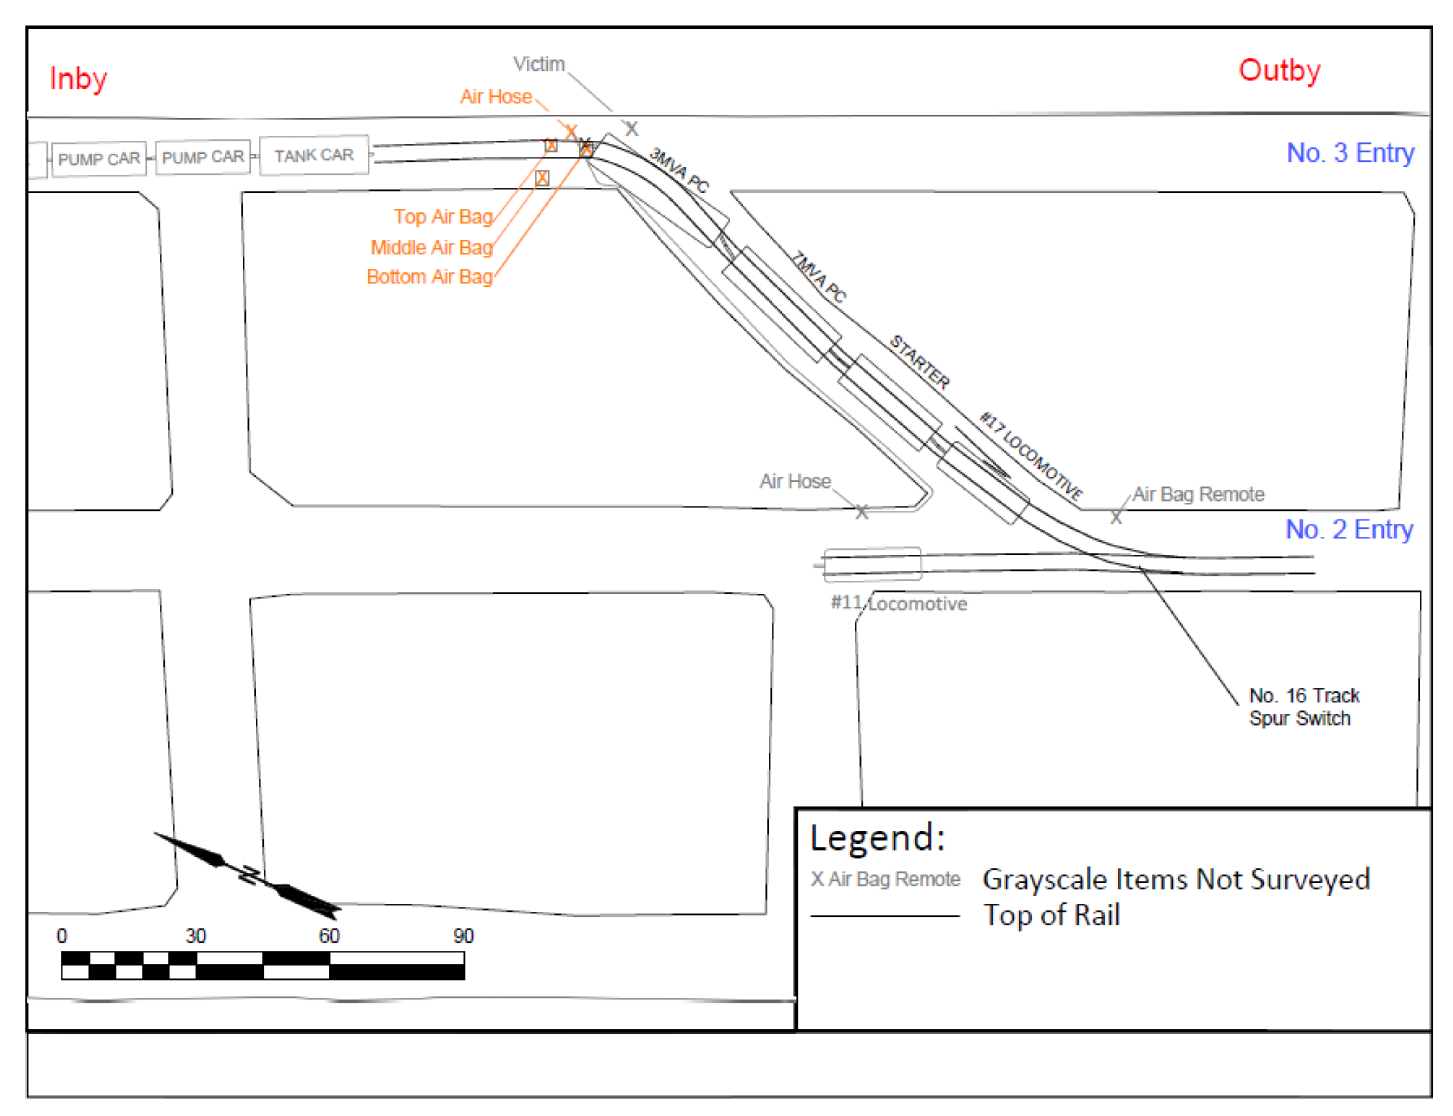 Victim
Outby
Inby
Air Hose
3MVA PC
No. 3 Entry
PUMP CAR
PUMP CAR
TANK CAR
Top Air Bag
Middle Air Bag
Bottom Air Bag
7MVA PC
STARTER
#17 LOCOMOTIVE
Air Hose
Air Bag Remote
No. 2 Entry
#11 Locomotive
No. 16 Track
Spur Switch
Legend:
X Air Bag Remote Grayscale Items Not Surveyed
Top of Rail
N
0 30 60 90